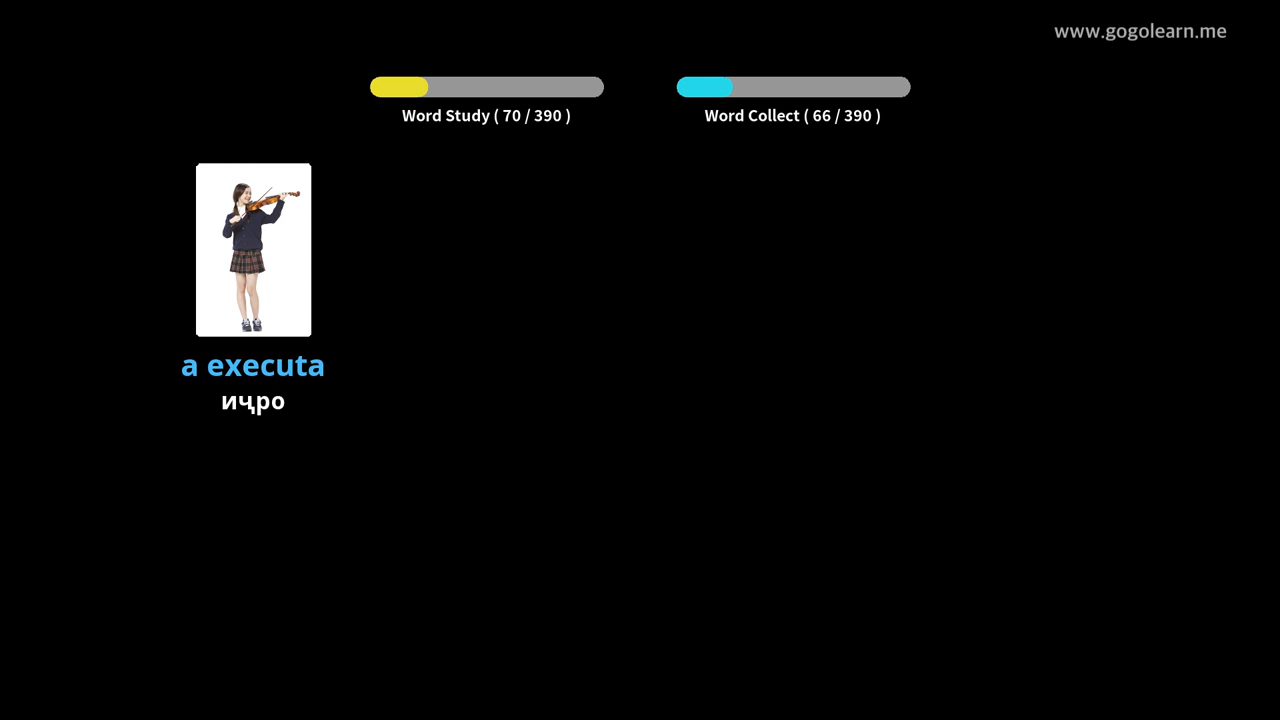 www.gogolearn.me
Word Study ( 70 / 390 )
Word Collect ( 66 / 390 )
a executa
иҷро